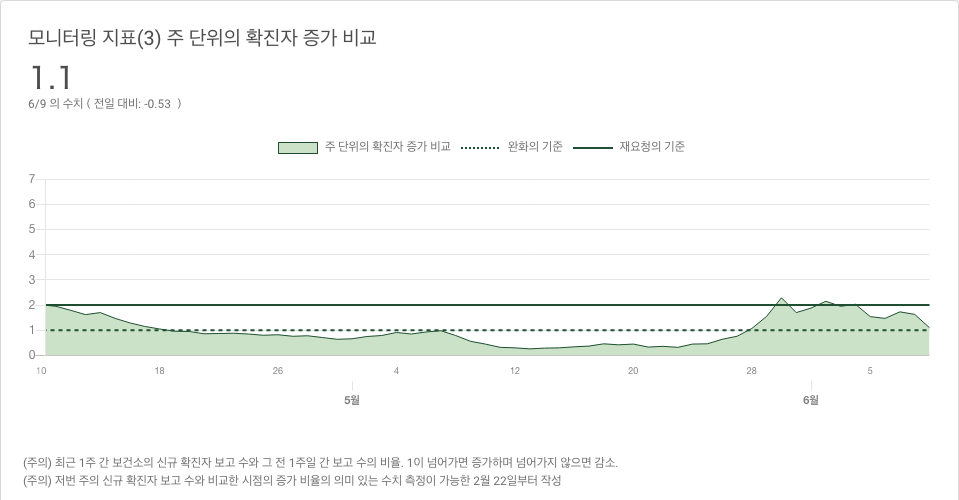 모니터링 지표(3) 주 단위의 확진자 증가 비교
1.1
6/9 의 수치 ( 전일 대비: -0.53 )
주 단위의 확진자 증가 비교 완화의 기준 재요청의 기준
7
6
5
4
3
2
1
0
10 18 26 4 12 20 28 5
5월 6월
(주의) 최근 1주 간 보건소의 신규 확진자 보고 수와 그 전 1주일 간 보고 수의 비율. 1이 넘어가면 증가하며 넘어가지 않으면 감소.
(주의) 저번 주의 신규 확진자 보고 수와 비교한 시점의 증가 비율의 의미 있는 수치 측정이 가능한 2월 22일부터 작성